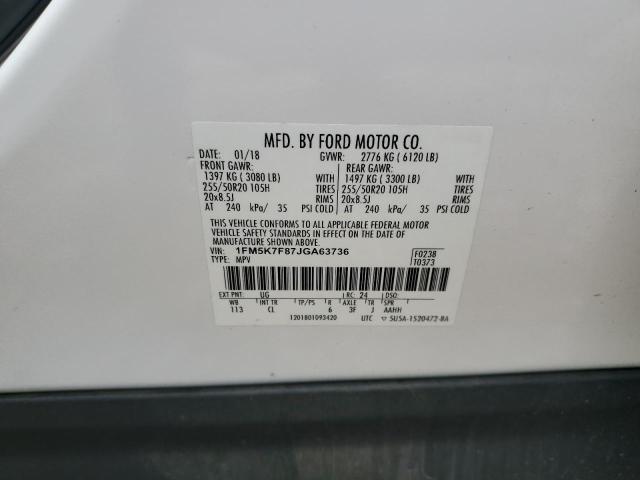 MFD. BY FORD MOTOR CO.
DATE: 01/18 GVWR: 2776 KG ( 6120 LB)
FRONT GAWR: REAR GAWR:
1397 KG ( 3080 LB) WITH 1497 KG ( 3300 LB) WITH
255/50R20 105H TIRES 255/50R20 105H TIRES
20x8.5J RIMS 20x8.5J RIMS
AT 240 kPa/ 35 PSI COLD AT 240 kPa/ 35 PSI COLD
THIS VEHICLE CONFORMS TO ALL APPLICABLE FEDERAL MOTOR
VEHICLE SAFETY STANDARDS IN EFFECT ON THE DATE OF
MANUFACTURE SHOWN ABOVE.
VIN: 1FM5K7F87JGA63736 F0238
TYPE: MPV T0373
EXT PNT: UG RC: 24 DSO:
WB INT TR TP/PS R AXLE TR SPR
113 CL 6 3F J AAHH
1201801093420 UTC ▽ 5U5A-1520472-BA